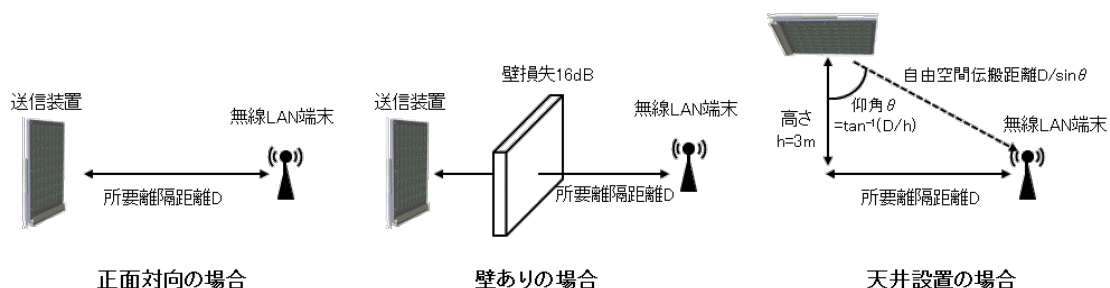 送信装置
無線LAN端末
所要離隔距離D
正面対向の場合
壁損失16dB
送信装置
無線LAN端末
所要離隔距離D
壁ありの場合
自由空間伝搬距離D/sinθ
高さ
h=3m
仰角θ
=tan⁻¹(D/h)
無線LAN端末
所要離隔距離D
天井設置の場合